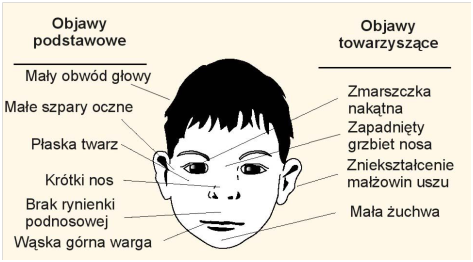 Objawy
podstawowe
Mały obwód głowy
Małe szpary oczne
Płaska twarz
Krótki nos
Brak rynienki
podnosowej
Wąska górna warga
Objawy
towarzyszące
Zmarszczka
nakątna
Zapadnięty
grzbiet nosa
Zniekształcenie
małżowin uszu
Mała żuchwa